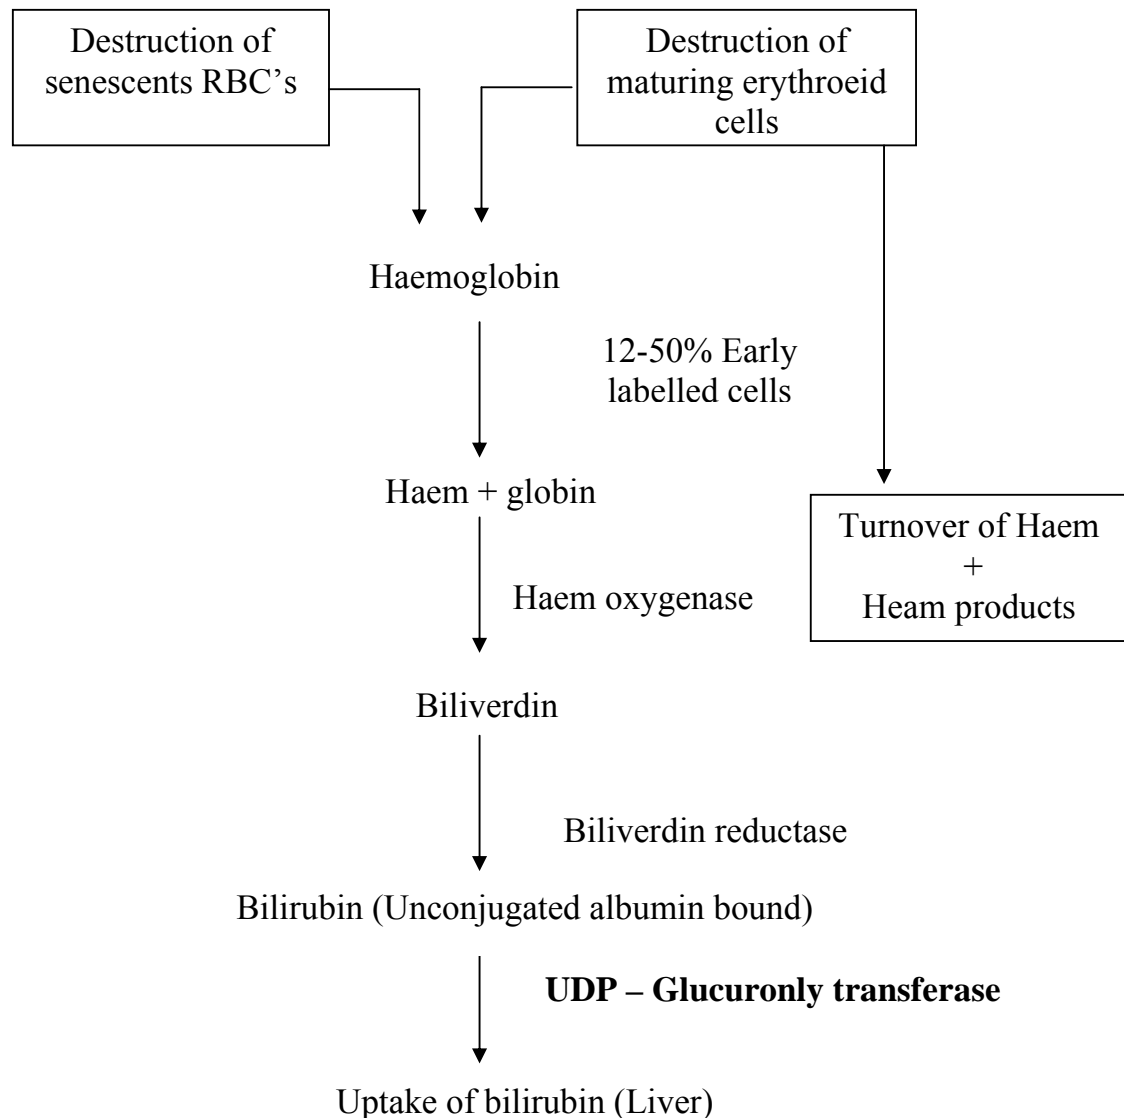 Destruction of
senescents RBC’s
Destruction of
maturing erythroeid
cells
Haemoglobin
12-50% Early
labelled cells
Haem + globin
Turnover of Haem
+
Heam products
Haem oxygenase
Biliverdin
Biliverdin reductase
Bilirubin (Unconjugated albumin bound)
UDP – Glucuronly transferase
Uptake of bilirubin (Liver)